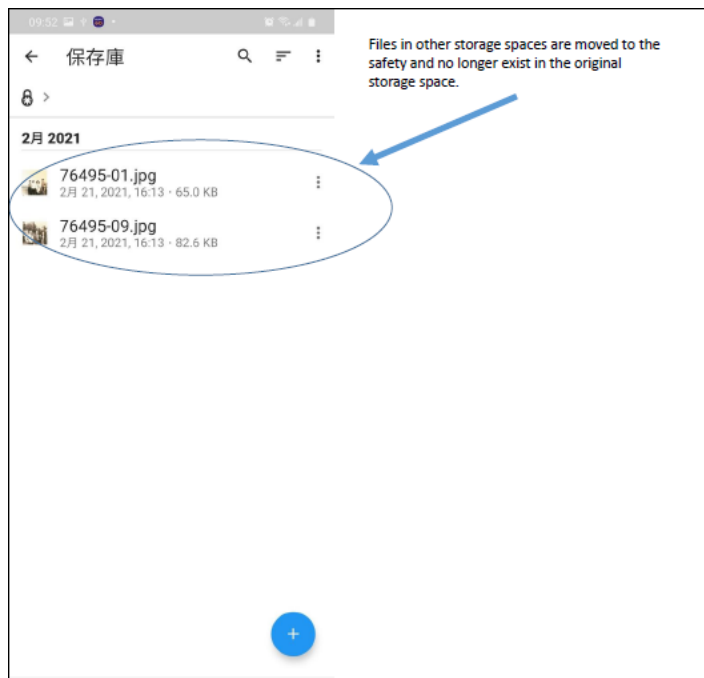 09:52
保存庫
Files in other storage spaces are moved to the
safety and no longer exist in the original
storage space.
2月 2021
76495-01.jpg
2月 21, 2021, 16:13 · 65.0 KB
76495-09.jpg
2月 21, 2021, 16:13 · 82.6 KB